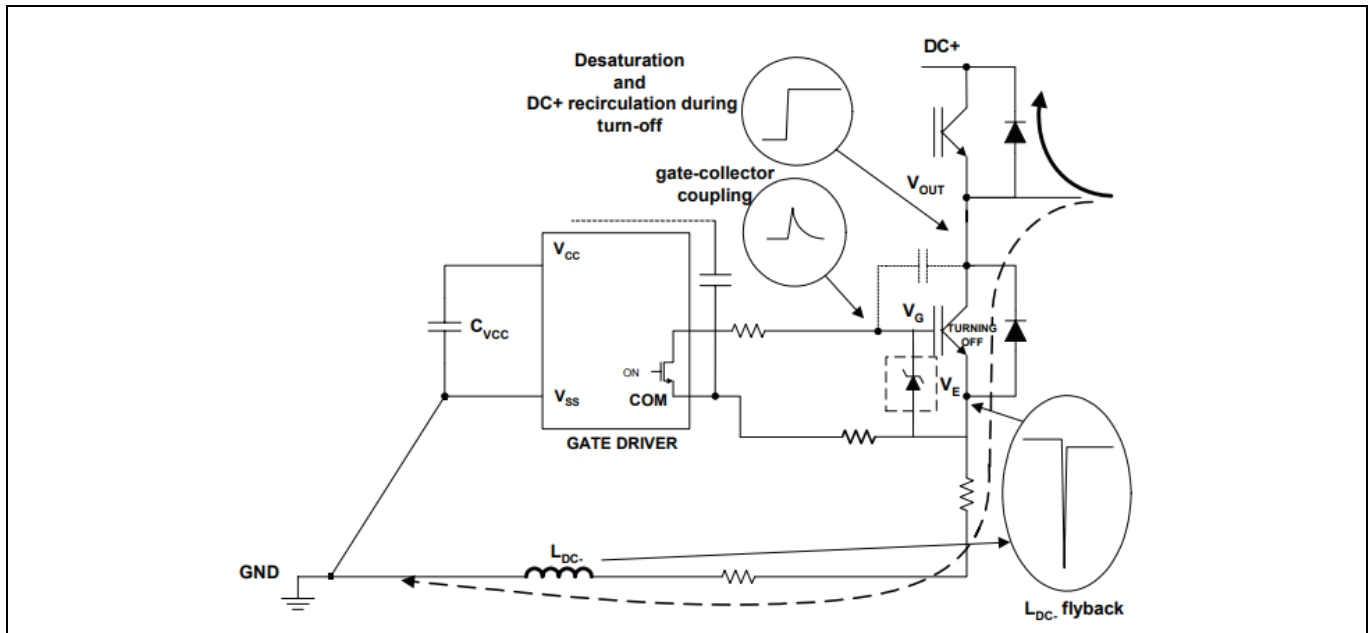 DC+
Desaturation
and
DC+ recirculation during
turn-off
gate-collector
coupling
VOUT
VCC
CVCC
VG
TURNING
OFF
ON
VE
VSS
COM
GATE DRIVER
LDC-
GND
LDC- flyback